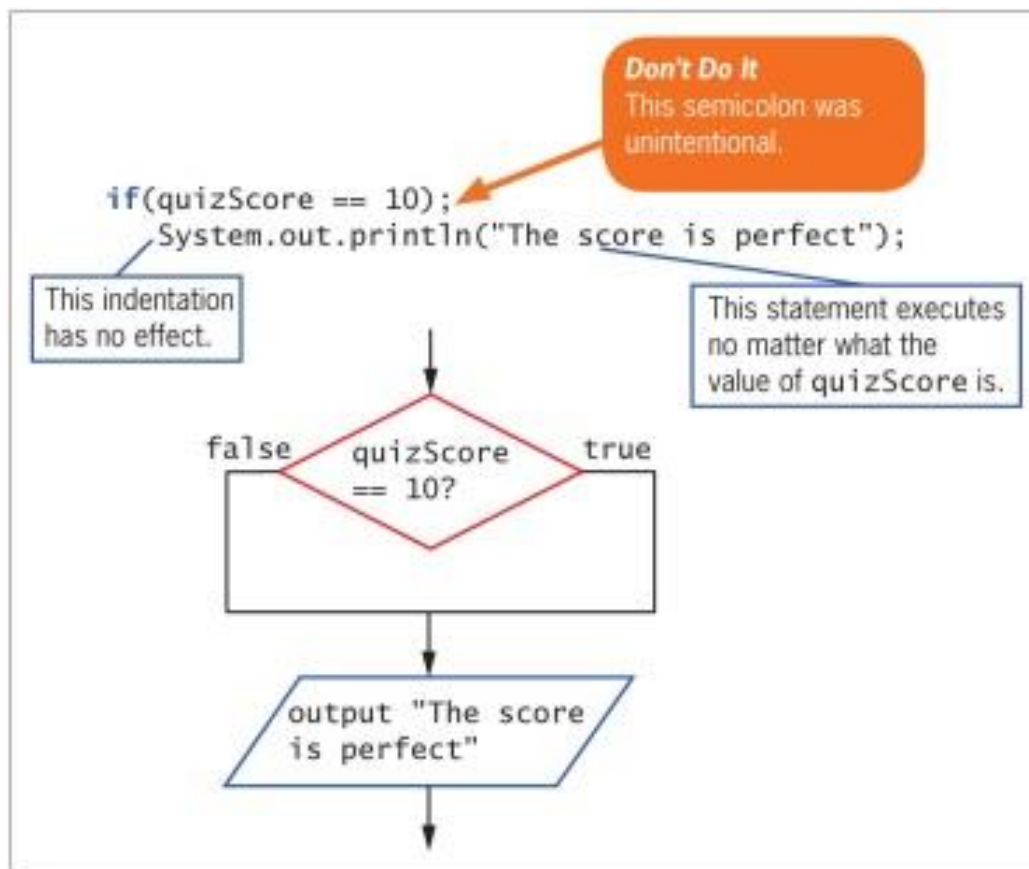 Don't Do It
This semicolon was
unintentional.
if(quizScore == 10);
System.out.println("The score is perfect");
This indentation
has no effect.
This statement executes
no matter what the
value of quizScore is.
false
quizScore
== 10?
true
output "The score
is perfect"